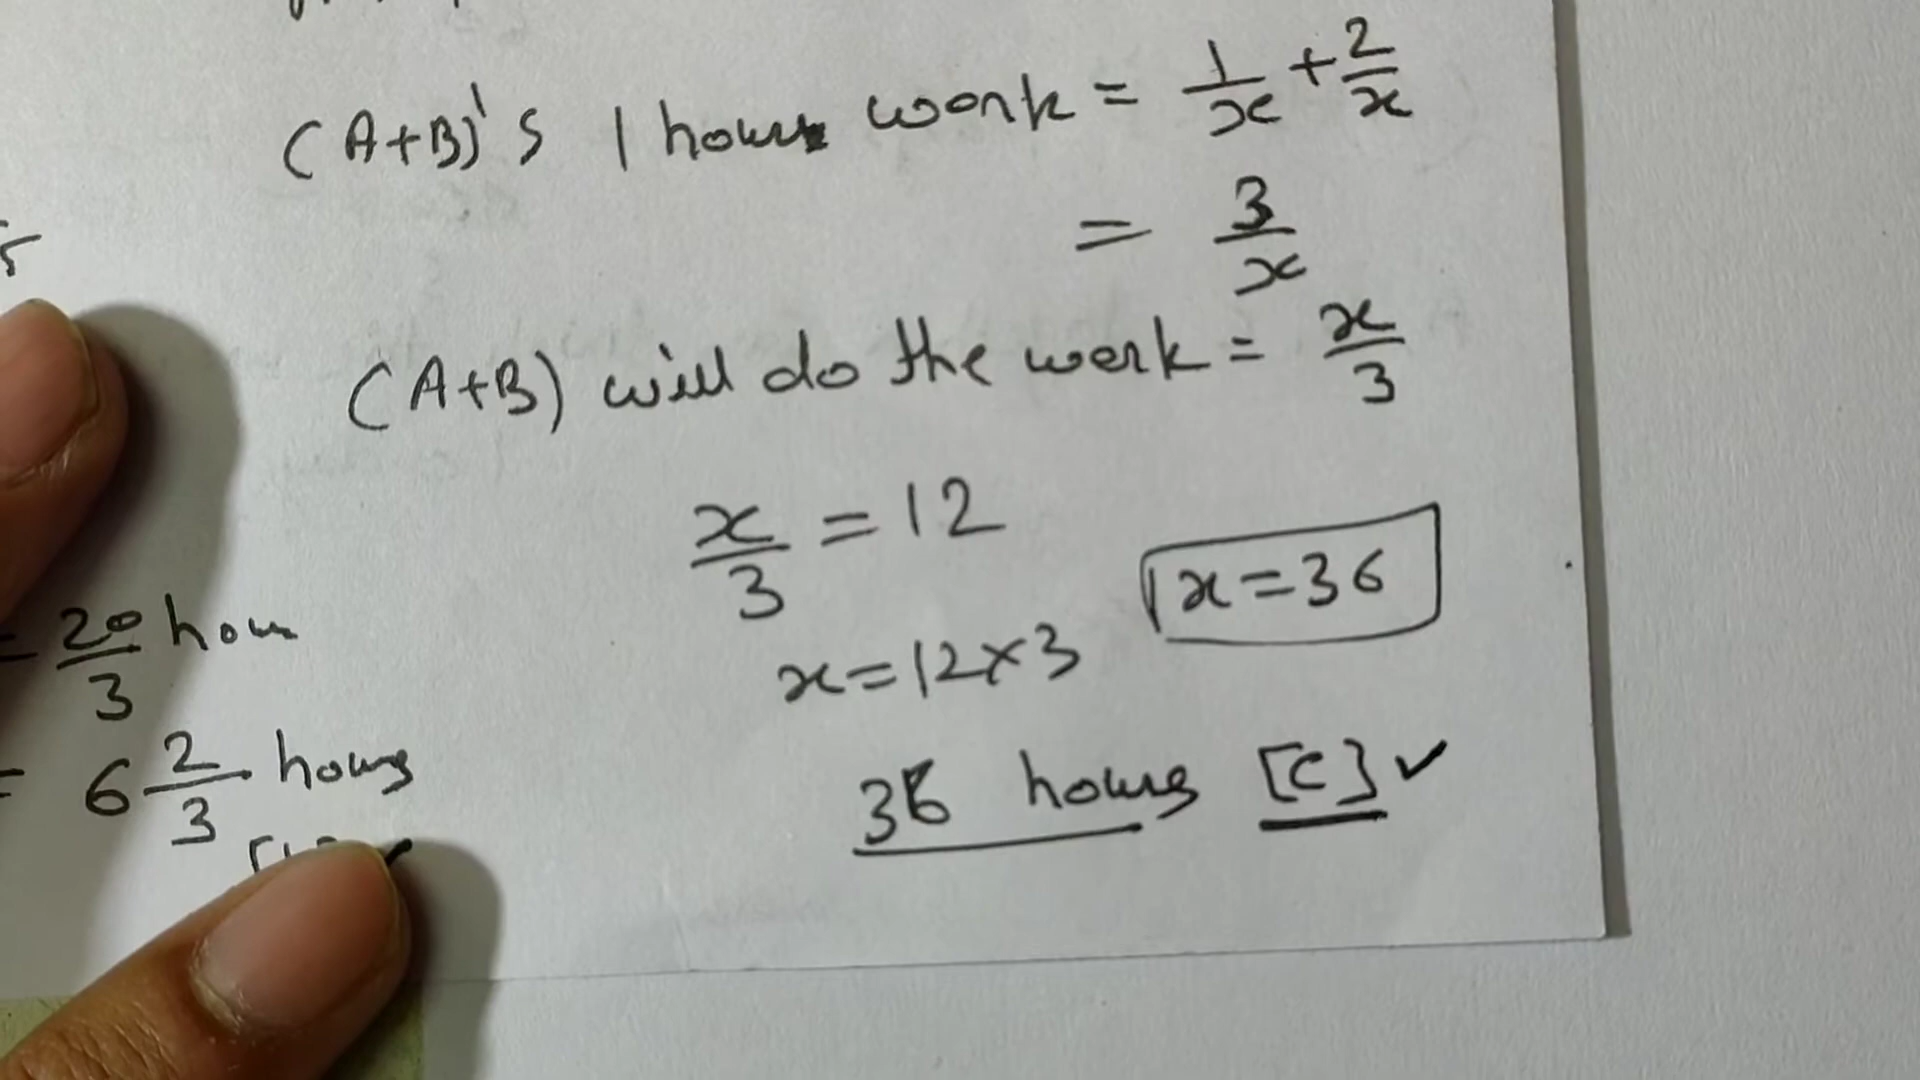 (A+B)'s 1 hour work = 1/x + 2/x
= 3/x
(A+B) will do the work = x/3
x/3 = 12
x = 36
x = 12×3
36 hours [C] ✓
5
= 20/3 hour
= 6 2/3 hours